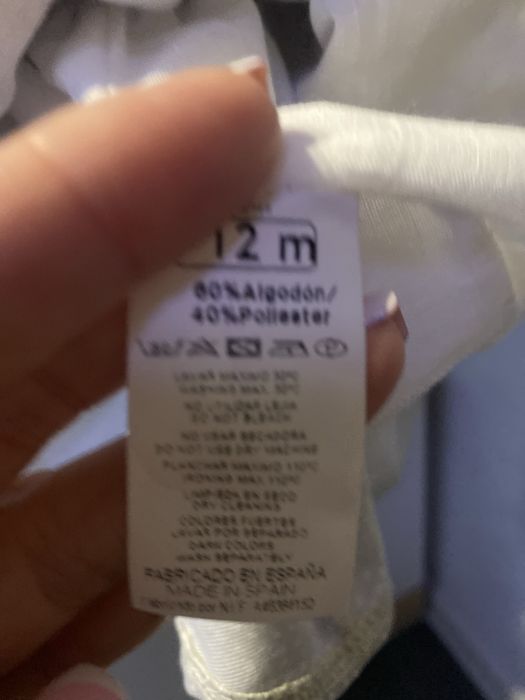 12 m
60%Algodón/
40%Poliester
LAVAR MAXIMO 30ºC
WASHING MAX. 30ºC
NO UTILIZAR LEJIA
DO NOT BLEACH
NO USAR SECADORA
DO NOT USE DRY MACHINE
PLANCHAR MAXIMO 110ºC
IRONING MAX 110ºC
LIMPIEZA EN SECO
DRY CLEANING
COLORES FUERTES
LAVAR POR SEPARADO
DARK COLORS
WASH SEPARATELY
FABRICADO EN ESPAÑA
MADE IN SPAIN
Fabricado por N.I.F.